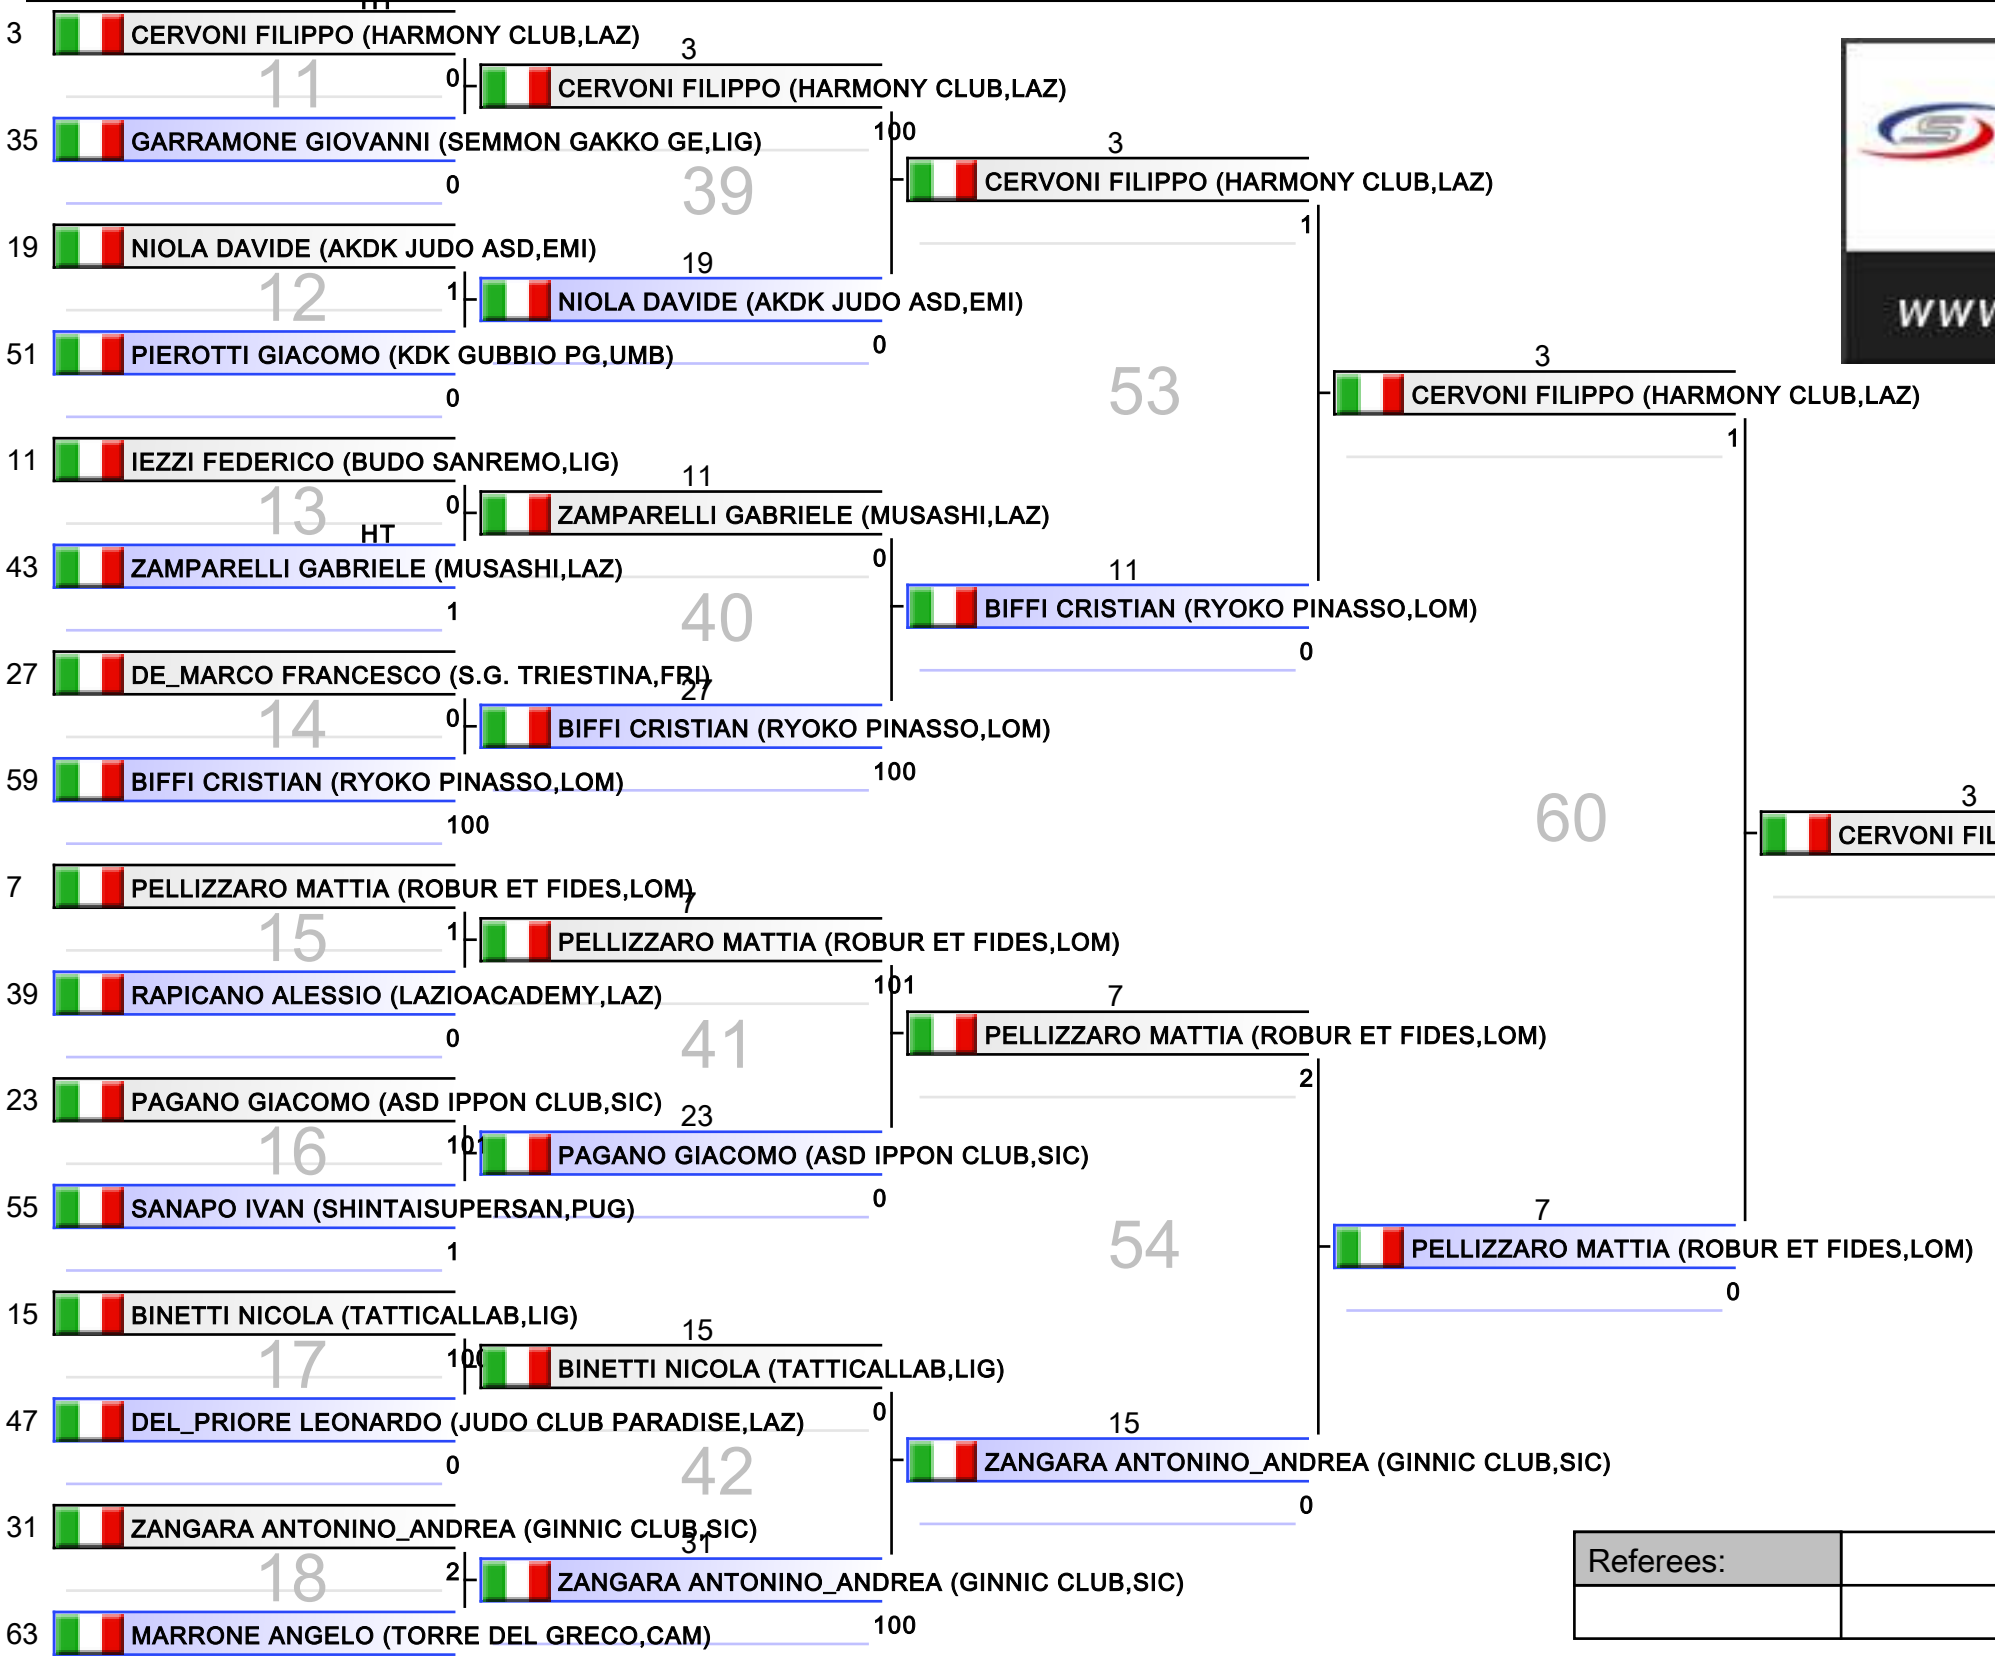 HT
3 CERVONI FILIPPO (HARMONY CLUB,LAZ)
3
11 0 CERVONI FILIPPO (HARMONY CLUB,LAZ)
35 GARRAMONE GIOVANNI (SEMMON GAKKO GE,LIG)
100
3
0
39
CERVONI FILIPPO (HARMONY CLUB,LAZ)
1
19 NIOLA DAVIDE (AKDK JUDO ASD,EMI)
19
12 1 NIOLA DAVIDE (AKDK JUDO ASD,EMI)
0
WWW
51 PIEROTTI GIACOMO (KDK GUBBIO PG,UMB)
0
53
3
CERVONI FILIPPO (HARMONY CLUB,LAZ)
1
11 IEZZI FEDERICO (BUDO SANREMO,LIG)
11
13 0 ZAMPARELLI GABRIELE (MUSASHI,LAZ)
HT
0
43 ZAMPARELLI GABRIELE (MUSASHI,LAZ)
11
1
40
BIFFI CRISTIAN (RYOKO PINASSO,LOM)
0
27 DE_MARCO FRANCESCO (S.G. TRIESTINA,FRI)
27
14 0 BIFFI CRISTIAN (RYOKO PINASSO,LOM)
100
59 BIFFI CRISTIAN (RYOKO PINASSO,LOM)
100
60
3
CERVONI FIL
7 PELLIZZARO MATTIA (ROBUR ET FIDES,LOM)
7
15 1 PELLIZZARO MATTIA (ROBUR ET FIDES,LOM)
101
39 RAPICANO ALESSIO (LAZIOACADEMY,LAZ)
7
0
41
PELLIZZARO MATTIA (ROBUR ET FIDES,LOM)
2
23 PAGANO GIACOMO (ASD IPPON CLUB,SIC)
23
16 101 PAGANO GIACOMO (ASD IPPON CLUB,SIC)
0
55 SANAPO IVAN (SHINTAISUPERSAN,PUG)
1
54
7
PELLIZZARO MATTIA (ROBUR ET FIDES,LOM)
0
15 BINETTI NICOLA (TATTICALLAB,LIG)
15
17 100 BINETTI NICOLA (TATTICALLAB,LIG)
0
47 DEL_PRIORE LEONARDO (JUDO CLUB PARADISE,LAZ)
15
0
42
ZANGARA ANTONINO_ANDREA (GINNIC CLUB,SIC)
0
31 ZANGARA ANTONINO_ANDREA (GINNIC CLUB,SIC)
31
18 2 ZANGARA ANTONINO_ANDREA (GINNIC CLUB,SIC)
100
63 MARRONE ANGELO (TORRE DEL GRECO,CAM)
Referees: